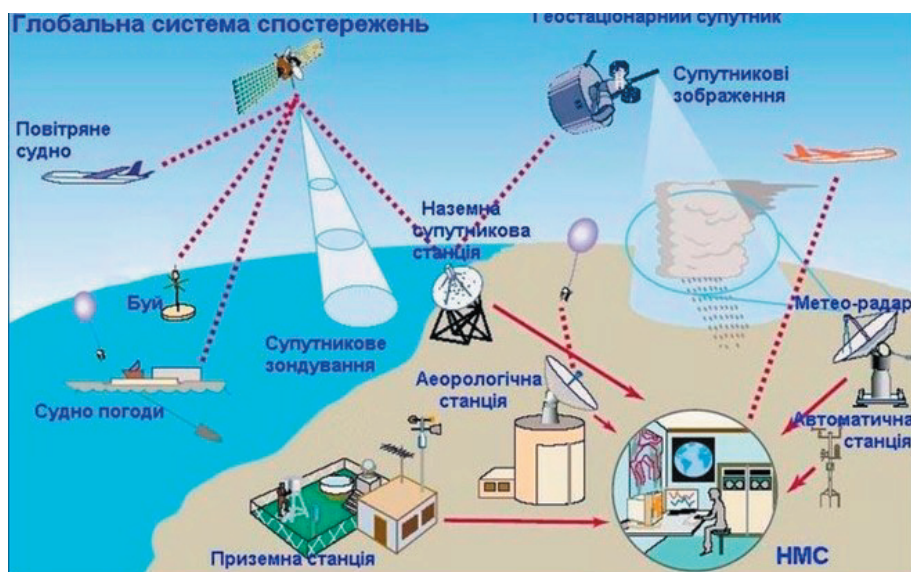 Глобальна система спостережень
Геостаціонарний супутник
Супутникові
зображення
Повітряне
судно
Наземна
супутникова
станція
Буй
Метео-радар
Супутникове
зондування
Аеорологічна
станція
Судно погоди
Автоматична
станція
Приземна станція
НМС